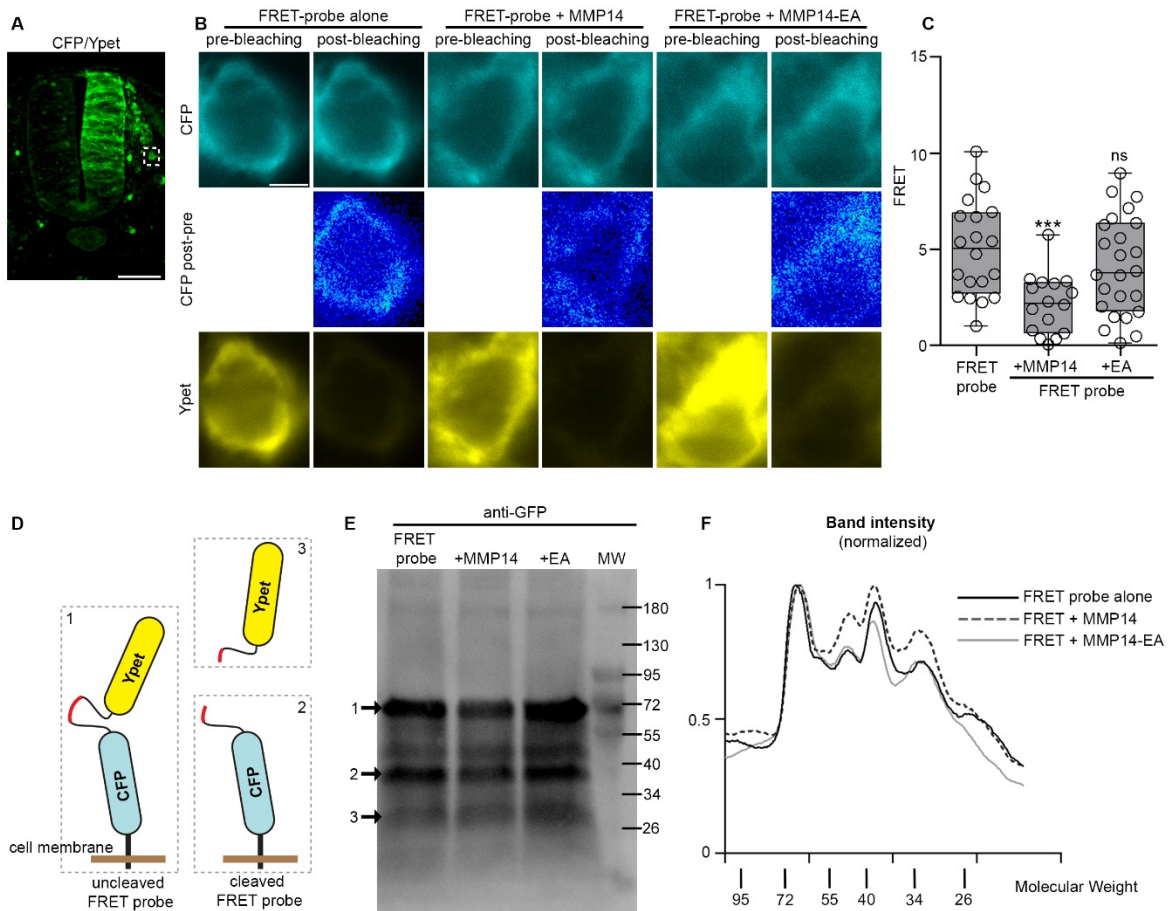 A
CFP/Ypet
B
FRET-probe alone
FRET-probe + MMP14
FRET-probe + MMP14-EA
pre-bleaching
post-bleaching
pre-bleaching
post-bleaching
pre-bleaching
post-bleaching
CFP
CFP post-pre
Ypet
C
FRET
15
10
5
0
***
ns
FRET
probe
+MMP14
+EA
FRET probe
D
1
Ypet
CFP
cell membrane
uncleaved
FRET probe
3
Ypet
2
CFP
cleaved
FRET probe
E
anti-GFP
FRET
probe
+MMP14
+EA
MW
1
2
3
180
130
95
72
55
40
34
26
F
Band intensity
(normalized)
1
0.5
0
FRET probe alone
FRET + MMP14
FRET + MMP14-EA
95
72
55
40
34
26
Molecular Weight